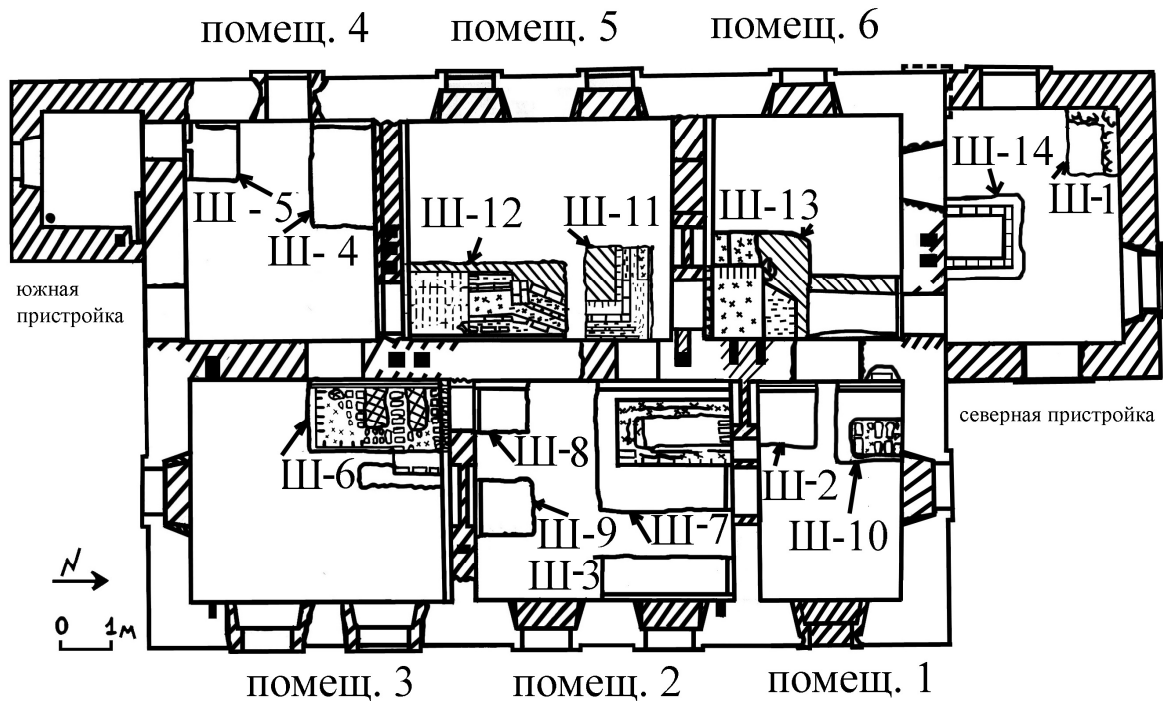 помещ. 4
помещ. 5
помещ. 6
Ш-14
Ш-1
Ш - 5
Ш-12
Ш-11
Ш-13
Ш- 4
южная
пристройка
северная пристройка
Ш-6
Ш-8
Ш-2
Ш-9
Ш-7
Ш-10
Ш-3
N
0 1м
помещ. 3
помещ. 2
помещ. 1